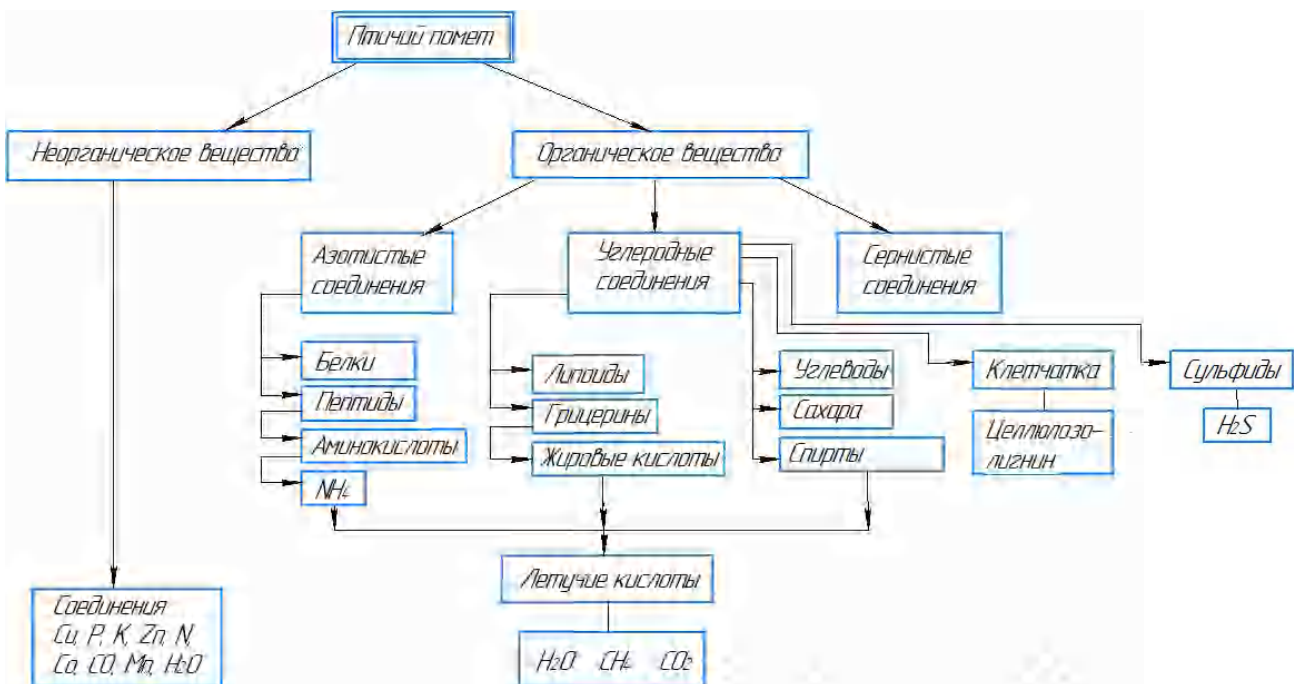 Птичий помет
Неорганическое вещество
Органическое вещество
Азотистые
соединения
Углеродные
соединения
Сернистые
соединения
Белки
Пептиды
Аминокислоты
NH₄
Липоиды
Грицерины
Жировые кислоты
Углеводы
Сахара
Спирты
Клетчатка
Целлюлозо-
лигнин
Сульфиды
H₂S
Летучие кислоты
H₂O CH₄ CO₂
Соединения
Cu, P, K, Zn, N,
Co, CO, Mn, H₂O